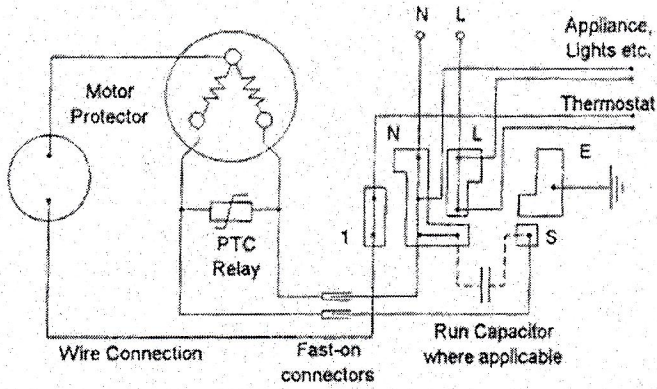 N L
Appliance,
Lights etc.
Motor
Protector
Thermostat
N L E
PTC
Relay
1
S
Wire Connection
Fast-on
connectors
Run Capacitor
where applicable